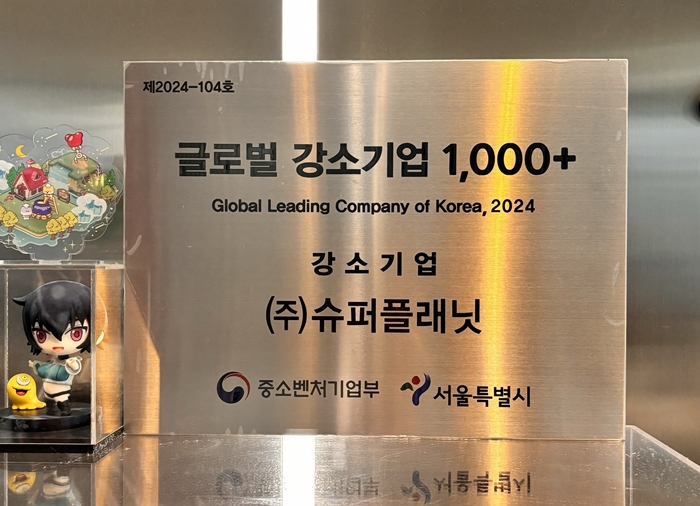 제2024-104호
글로벌 강소기업 1,000+
Global Leading Company of Korea, 2024
강소기업
(주)슈퍼플래닛
중소벤처기업부 서울특별시